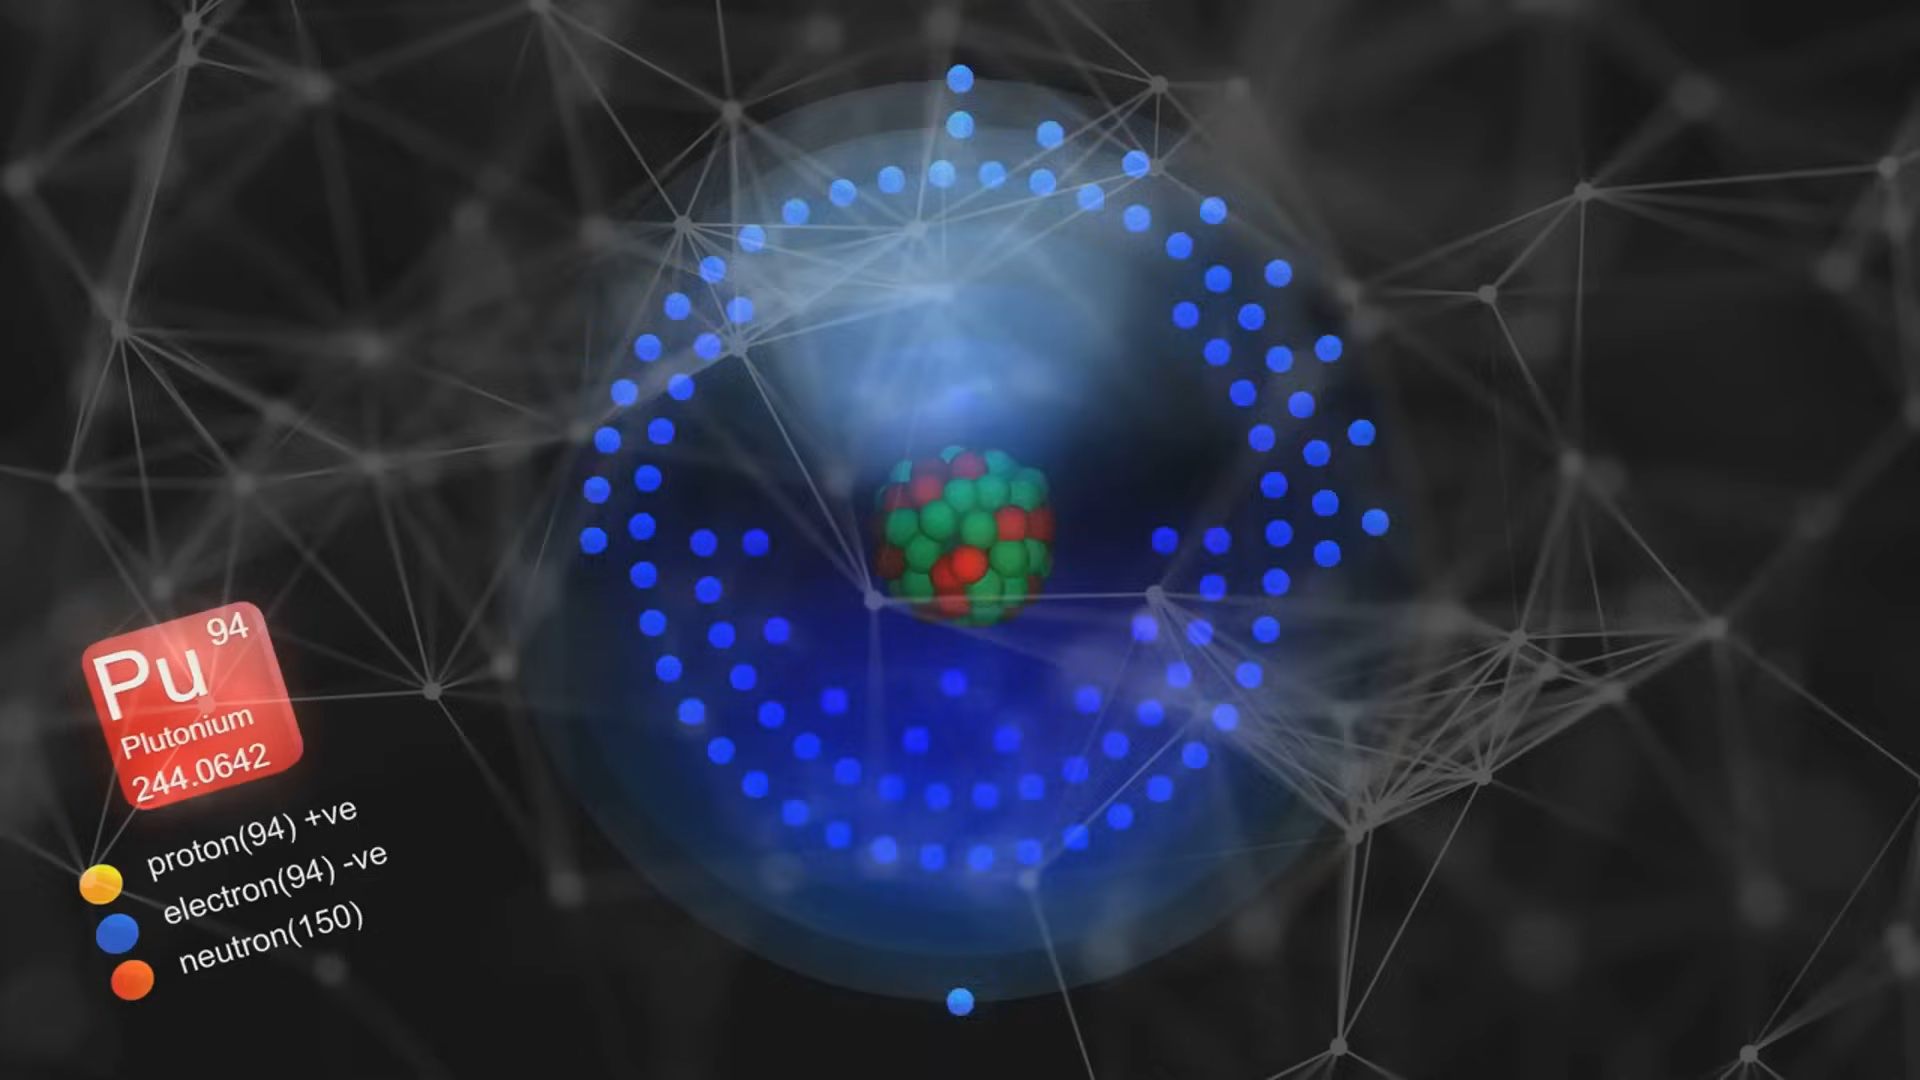 94
Pu
Plutonium
244.0642
proton(94) +ve
electron(94) -ve
neutron(150)